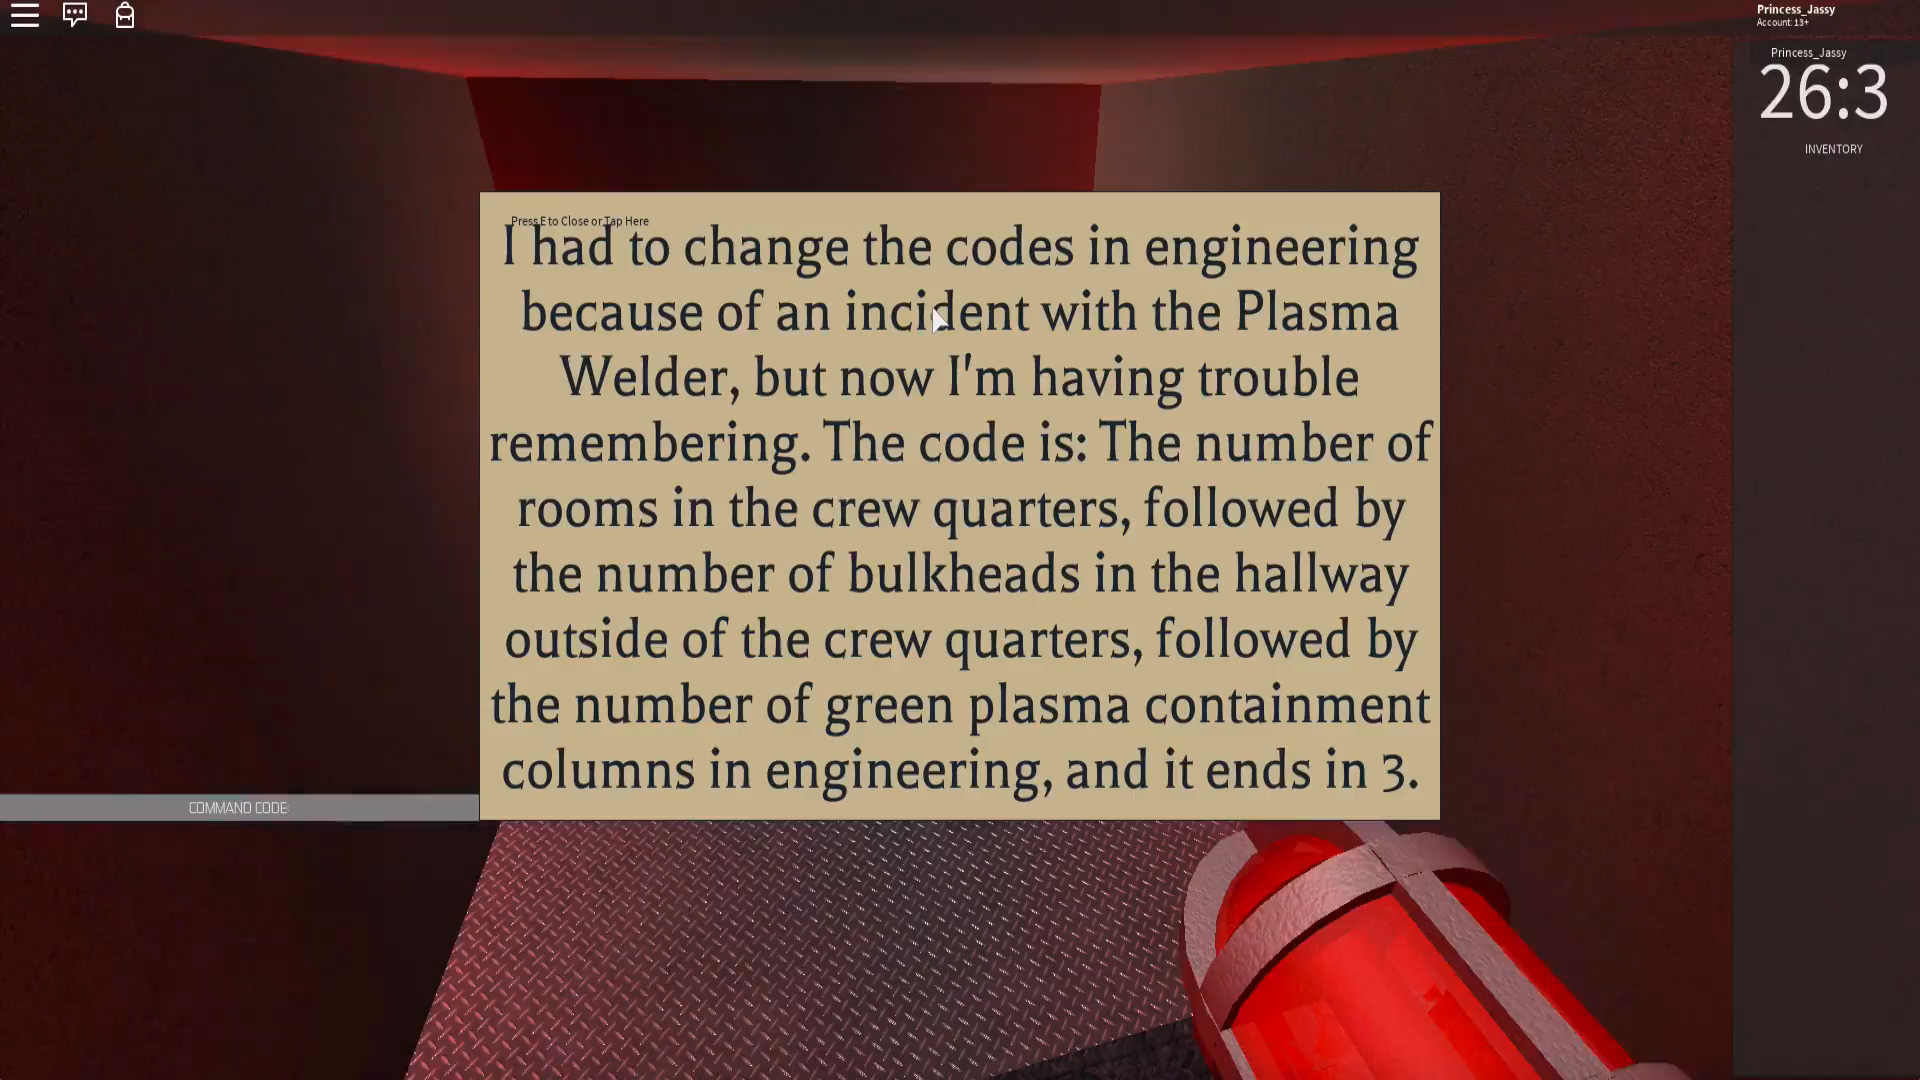 Princess_Jassy
Account: 13+
Princess_Jassy
26:3
INVENTORY
Press E to Close or Tap Here
I had to change the codes in engineering
because of an incident with the Plasma
Welder, but now I'm having trouble
remembering. The code is: The number of
rooms in the crew quarters, followed by
the number of bulkheads in the hallway
outside of the crew quarters, followed by
the number of green plasma containment
columns in engineering, and it ends in 3.
COMMAND CODE: